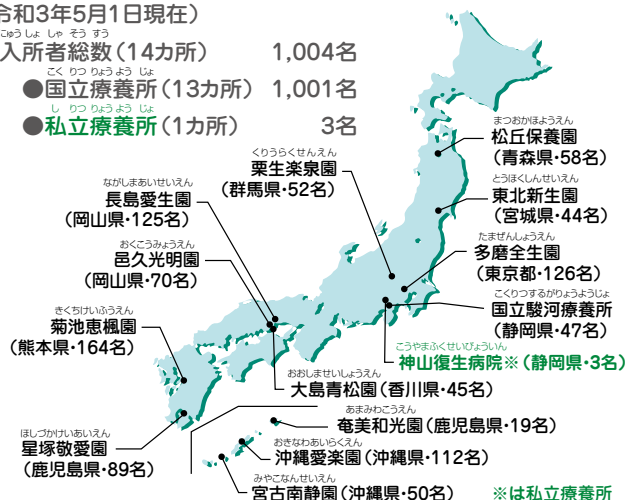 令和3年5月1日現在）
入所者総数（14カ所） 1,004名
にゅうしょしゃそうすう
●国立療養所（13カ所） 1,001名
こくりつりょうようじょ
●私立療養所（1カ所） 3名
しりつりょうようじょ
まつおかほようえん
松丘保養園
（青森県・58名）
くりうらくせんえん
栗生楽泉園
（群馬県・52名）
とうほくしんせいえん
東北新生園
（宮城県・44名）
ながしまあいせいえん
長島愛生園
（岡山県・125名）
たまぜんしょうえん
多磨全生園
（東京都・126名）
おくこうみょうえん
邑久光明園
（岡山県・70名）
こくりつするがりょうようじょ
国立駿河療養所
（静岡県・47名）
きくちけいふうえん
菊池恵楓園
（熊本県・164名）
こうやまふくせいびょういん
神山復生病院※（静岡県・3名）
おおしませいしょうえん
大島青松園（香川県・45名）
あまみわこうえん
奄美和光園（鹿児島県・19名）
ほしづかけいあいえん
星塚敬愛園
（鹿児島県・89名）
おきなわあいらくえん
沖縄愛楽園（沖縄県・112名）
みやこなんせいえん
宮古南静園（沖縄県・50名）
※は私立療養所